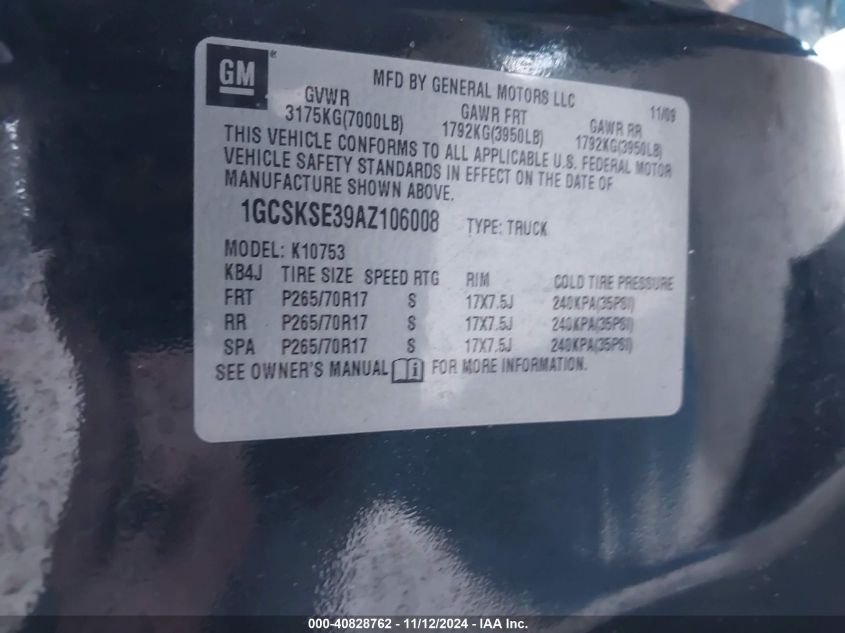 GM
®
MFD BY GENERAL MOTORS LLC 11/09
GVWR GAWR FRT GAWR RR
3175KG(7000LB) 1792KG(3950LB) 1792KG(3950LB)
THIS VEHICLE CONFORMS TO ALL APPLICABLE U.S. FEDERAL MOTOR
VEHICLE SAFETY STANDARDS IN EFFECT ON THE DATE OF
MANUFACTURE SHOWN ABOVE.
1GCSKSE39AZ106008 TYPE: TRUCK
MODEL: K10753
KB4J TIRE SIZE SPEED RTG RIM COLD TIRE PRESSURE
FRT P265/70R17 S 17X7.5J 240KPA(35PSI)
RR P265/70R17 S 17X7.5J 240KPA(35PSI)
SPA P265/70R17 S 17X7.5J 240KPA(35PSI)
SEE OWNER'S MANUAL i FOR MORE INFORMATION.
000-40828762 - 11/12/2024 - IAA Inc.